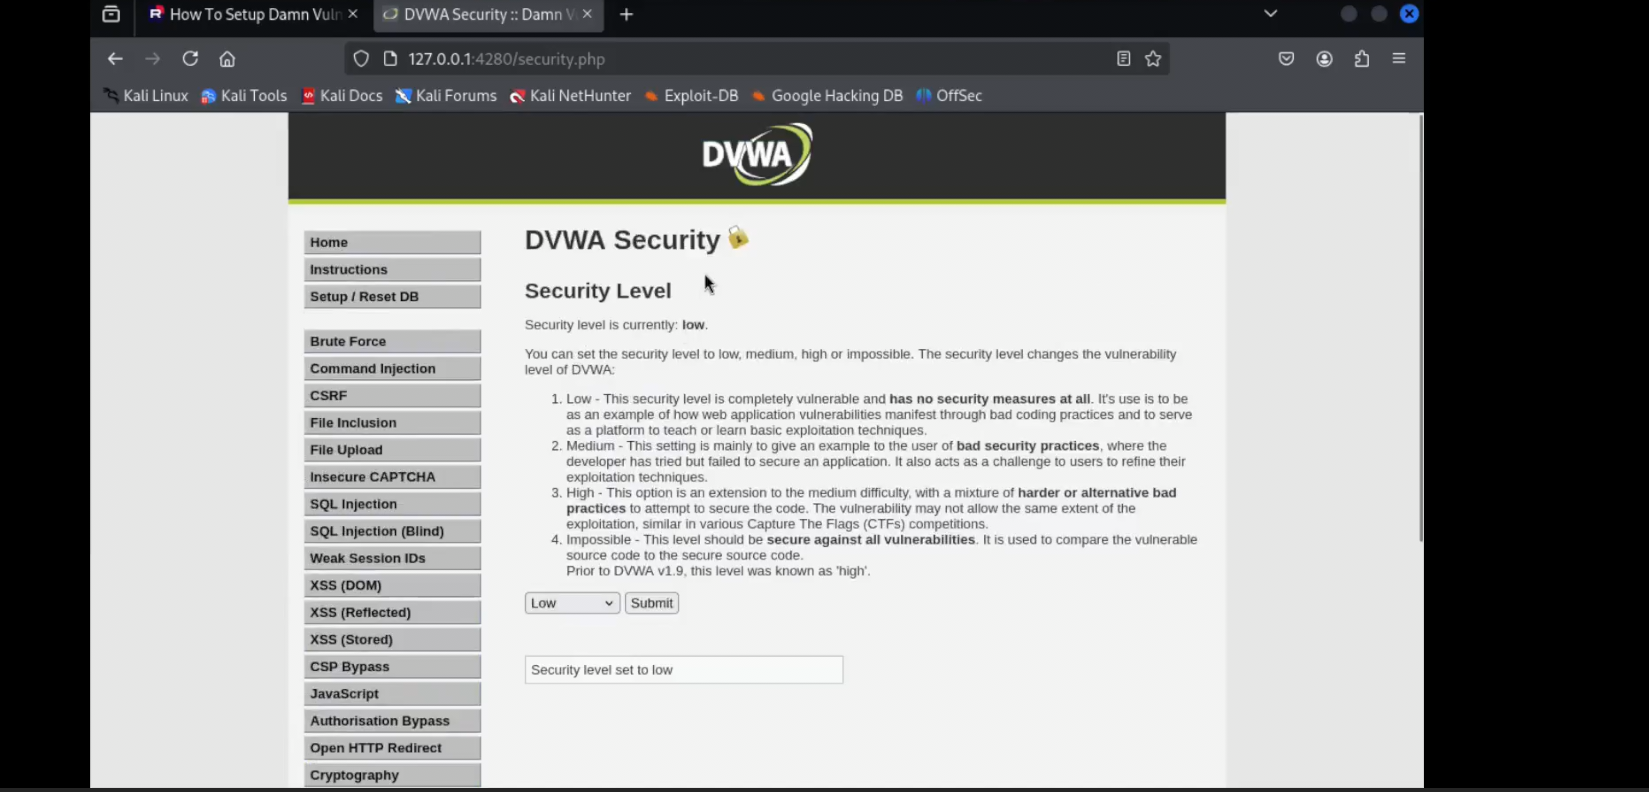 How To Setup Damn Vuln
DVWA Security :: Damn V
127.0.0.1:4280/security.php
Kali Linux Kali Tools Kali Docs Kali Forums Kali NetHunter Exploit-DB Google Hacking DB OffSec
DVWA
Home
Instructions
Setup / Reset DB
Brute Force
Command Injection
CSRF
File Inclusion
File Upload
Insecure CAPTCHA
SQL Injection
SQL Injection (Blind)
Weak Session IDs
XSS (DOM)
XSS (Reflected)
XSS (Stored)
CSP Bypass
JavaScript
Authorisation Bypass
Open HTTP Redirect
Cryptography
DVWA Security
Security Level
Security level is currently: low.
You can set the security level to low, medium, high or impossible. The security level changes the vulnerability
level of DVWA:
1. Low - This security level is completely vulnerable and has no security measures at all. It's use is to be
as an example of how web application vulnerabilities manifest through bad coding practices and to serve
as a platform to teach or learn basic exploitation techniques.
2. Medium - This setting is mainly to give an example to the user of bad security practices, where the
developer has tried but failed to secure an application. It also acts as a challenge to users to refine their
exploitation techniques.
3. High - This option is an extension to the medium difficulty, with a mixture of harder or alternative bad
practices to attempt to secure the code. The vulnerability may not allow the same extent of the
exploitation, similar in various Capture The Flags (CTFs) competitions.
4. Impossible - This level should be secure against all vulnerabilities. It is used to compare the vulnerable
source code to the secure source code.
Prior to DVWA v1.9, this level was known as 'high'.
Low Submit
Security level set to low